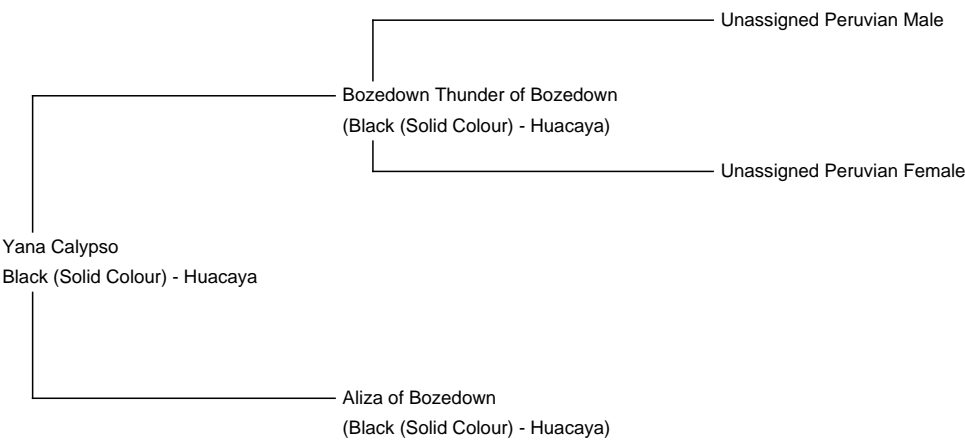 Unassigned Peruvian Male
Bozedown Thunder of Bozedown
(Black (Solid Colour) - Huacaya)
Unassigned Peruvian Female
Yana Calypso
Black (Solid Colour) - Huacaya
Aliza of Bozedown
(Black (Solid Colour) - Huacaya)